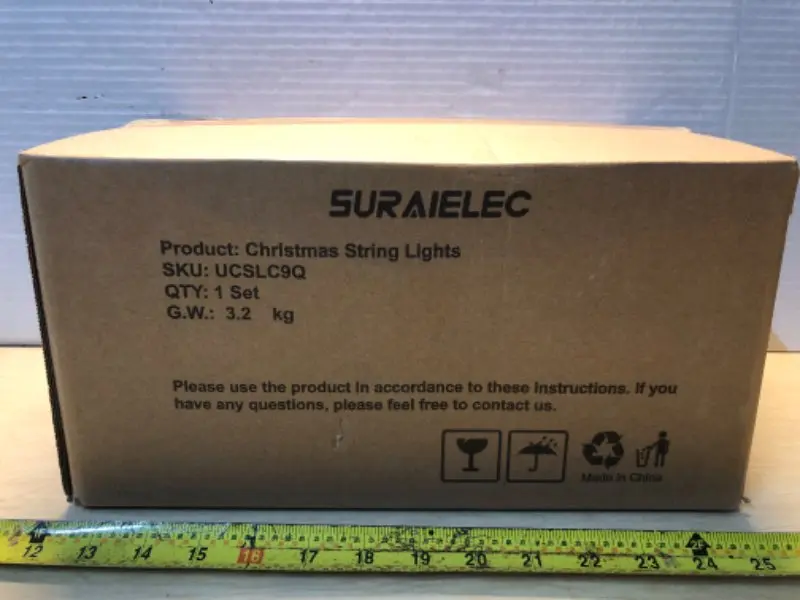 SURAIELEC
Product: Christmas String Lights
SKU: UCSLC9Q
QTY: 1 Set
G.W.: 3.2 kg
Please use the product in accordance to these instructions. If you
have any questions, please feel free to contact us.
Made in China
12 13 14 15 16 17 18 19 20 21 22 23 24 25